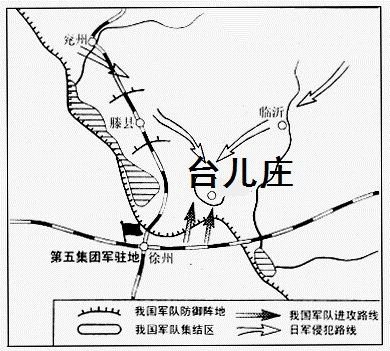 兖州
滕县
临沂
台儿庄
第五集团军驻地
徐州
我国军队防御阵地
我国军队进攻路线
我国军队集结区
日军侵犯路线